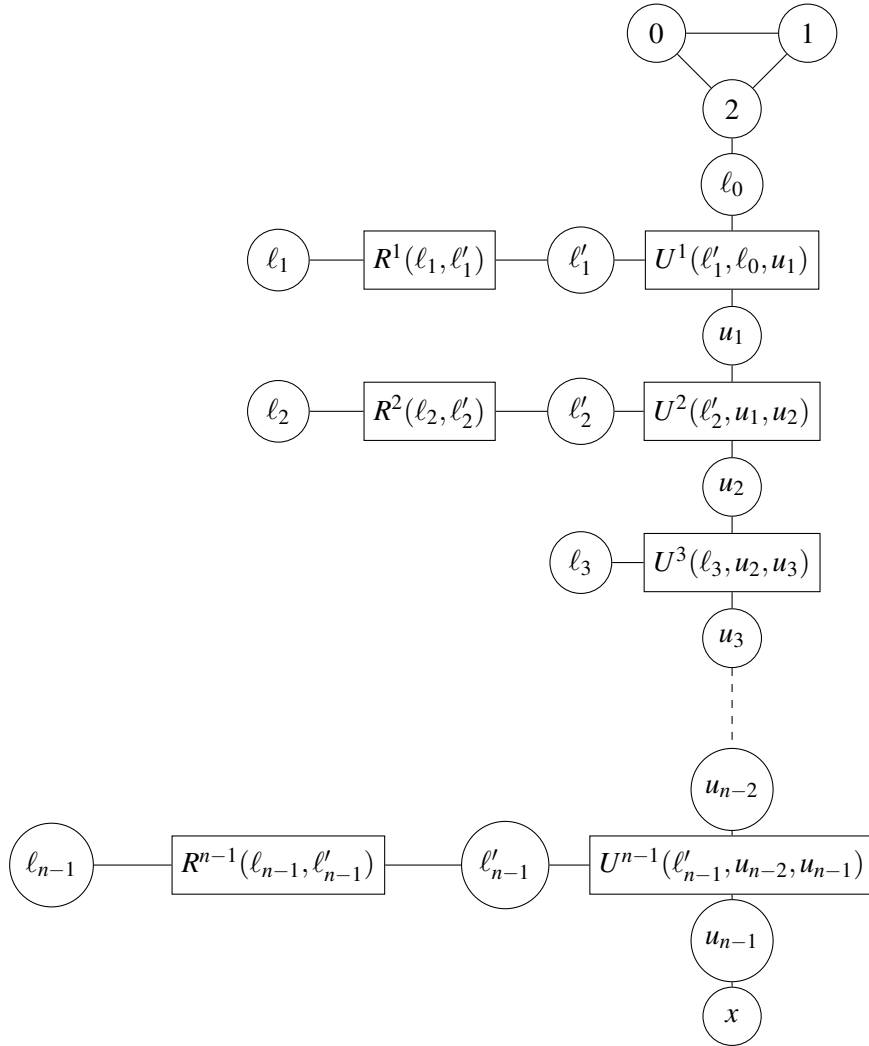 0 1
2
ℓ₀
ℓ₁ R¹(ℓ₁, ℓ′₁) ℓ′₁ U¹(ℓ′₁, ℓ₀, u₁)
u₁
ℓ₂ R²(ℓ₂, ℓ′₂) ℓ′₂ U²(ℓ′₂, u₁, u₂)
u₂
ℓ₃ U³(ℓ₃, u₂, u₃)
u₃
uₙ₋₂
ℓₙ₋₁ Rⁿ⁻¹(ℓₙ₋₁, ℓ′ₙ₋₁) ℓ′ₙ₋₁ Uⁿ⁻¹(ℓ′ₙ₋₁, uₙ₋₂, uₙ₋₁)
uₙ₋₁
x